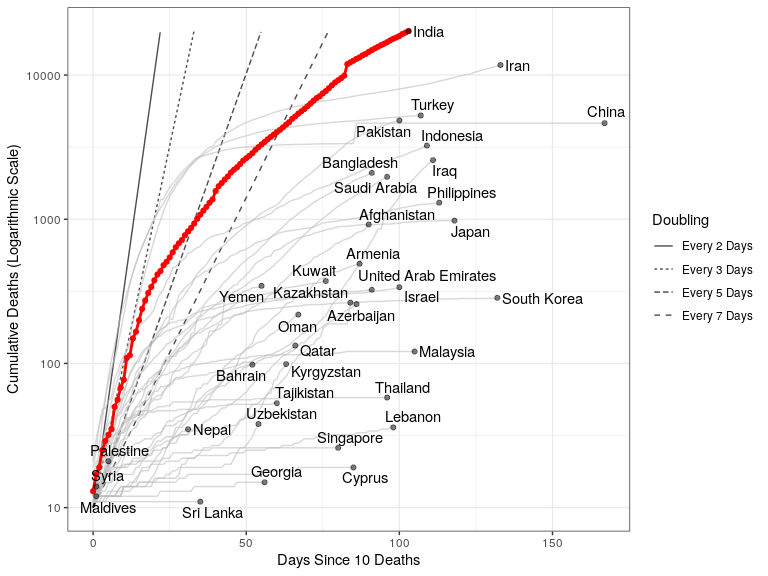 India
Iran
Turkey
China
Pakistan
Indonesia
Bangladesh
Iraq
Saudi Arabia
Philippines
Afghanistan
Japan
Armenia
Kuwait
United Arab Emirates
Yemen
Kazakhstan
Israel
South Korea
Azerbaijan
Oman
Qatar
Malaysia
Bahrain
Kyrgyzstan
Thailand
Tajikistan
Uzbekistan
Lebanon
Nepal
Singapore
Palestine
Syria
Georgia
Cyprus
Maldives
Sri Lanka
10000
1000
100
10
0
50
100
150
Days Since 10 Deaths
Cumulative Deaths (Logarithmic Scale)
Doubling
Every 2 Days
Every 3 Days
Every 5 Days
Every 7 Days